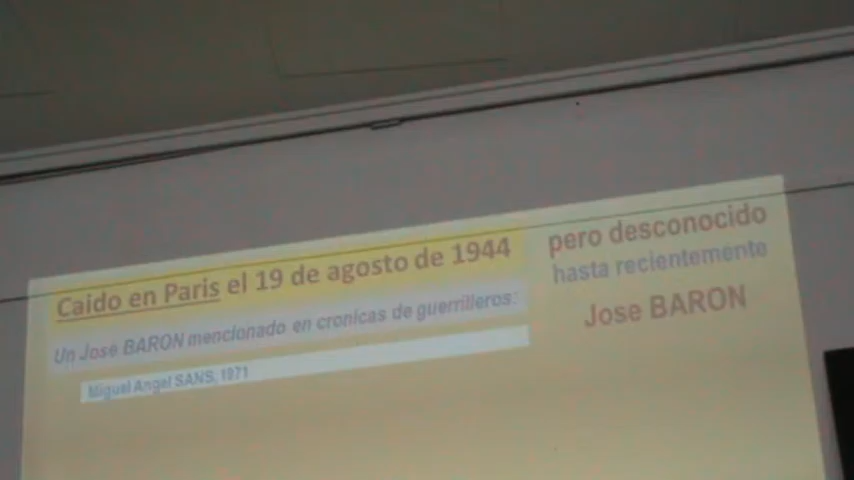 Caido en Paris el 19 de agosto de 1944
Un José BARON mencionado en cronicas de guerrilleros:
Miguel Angel SANS, 1971
pero desconocido
hasta recientemente
Jose BARON